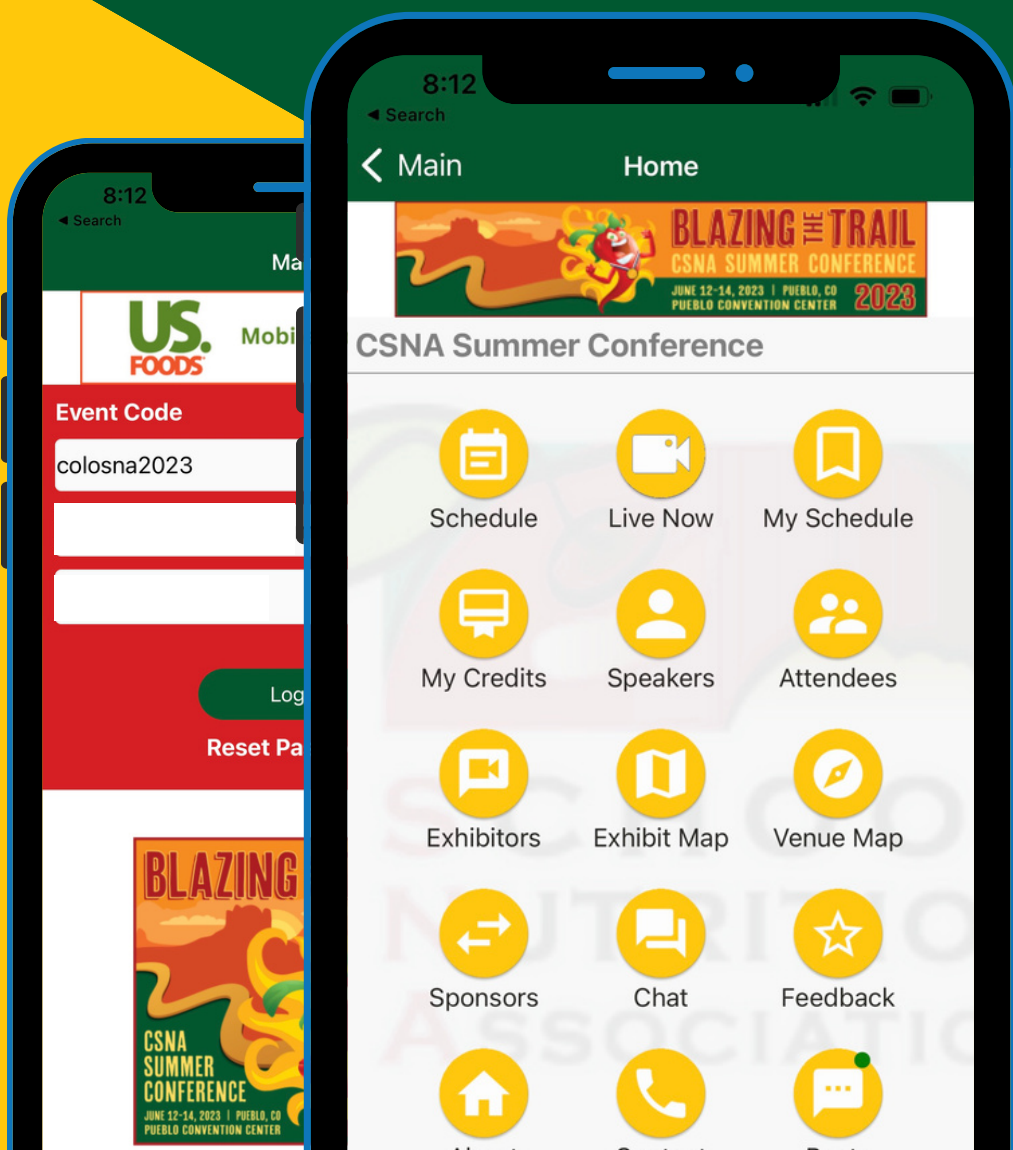 8:12
◀ Search
Ma
US.
FOODS
Mobi
Event Code
colosna2023
Log
Reset Pa
BLAZING
CSNA
SUMMER
CONFERENCE
JUNE 12-14, 2023 | PUEBLO, CO
PUEBLO CONVENTION CENTER
8:12
◀ Search
Main
Home
BLAZING THE TRAIL
CSNA SUMMER CONFERENCE
JUNE 12-14, 2023 | PUEBLO, CO
PUEBLO CONVENTION CENTER
2023
CSNA Summer Conference
Schedule
Live Now
My Schedule
My Credits
Speakers
Attendees
Exhibitors
Exhibit Map
Venue Map
Sponsors
Chat
Feedback
SCHOO
NUTRITIO
ASSOCIATIO